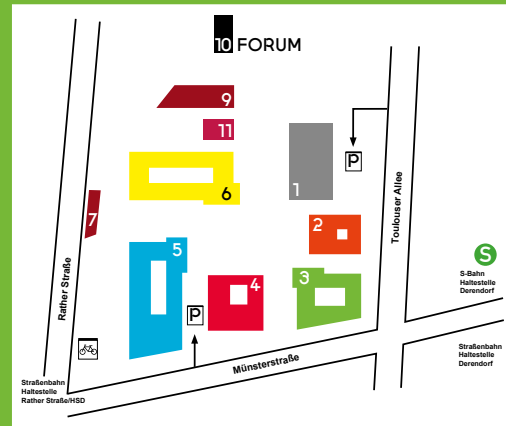 10 FORUM
9
11
P
1
6
7
2
5
3
4
P
Rather Straße
Toulouser Allee
Münsterstraße
S
S-Bahn
Haltestelle
Derendorf
Straßenbahn
Haltestelle
Derendorf
Straßenbahn
Haltestelle
Rather Straße/HSD